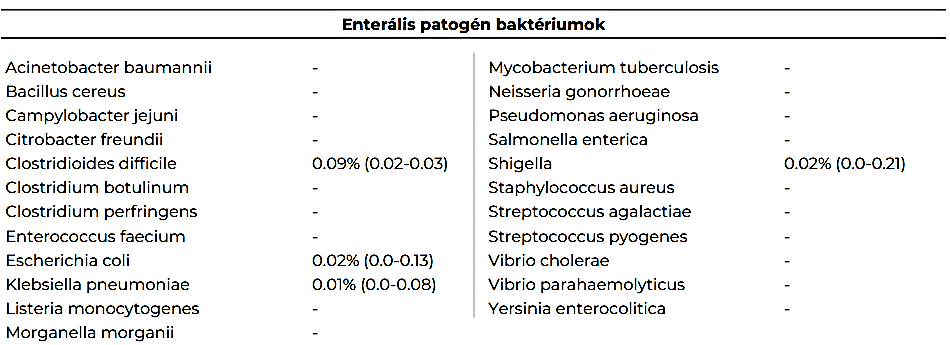 Enterális patogén baktériumok
Acinetobacter baumannii -
Bacillus cereus -
Campylobacter jejuni -
Citrobacter freundii -
Clostridioides difficile 0.09% (0.02-0.03)
Clostridium botulinum -
Clostridium perfringens -
Enterococcus faecium -
Escherichia coli 0.02% (0.0-0.13)
Klebsiella pneumoniae 0.01% (0.0-0.08)
Listeria monocytogenes -
Morganella morganii -
Mycobacterium tuberculosis -
Neisseria gonorrhoeae -
Pseudomonas aeruginosa -
Salmonella enterica -
Shigella 0.02% (0.0-0.21)
Staphylococcus aureus -
Streptococcus agalactiae -
Streptococcus pyogenes -
Vibrio cholerae -
Vibrio parahaemolyticus -
Yersinia enterocolitica -